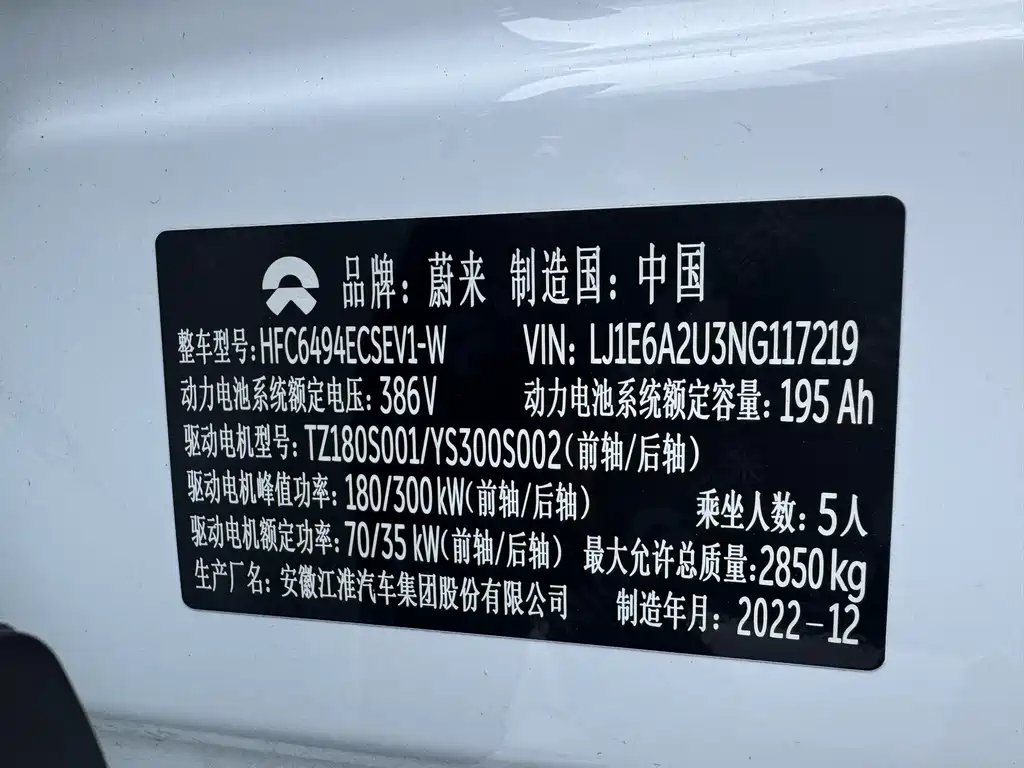 品牌：蔚来 制造国：中国
整车型号：HFC6494ECSEV1-W VIN：LJ1E6A2U3NG117219
动力电池系统额定电压：386V 动力电池系统额定容量：195 Ah
驱动电机型号：TZ180S001/YS300S002(前轴/后轴)
驱动电机峰值功率：180/300 kW(前轴/后轴) 乘坐人数：5人
驱动电机额定功率：70/35 kW(前轴/后轴) 最大允许总质量：2850 kg
生产厂名：安徽江淮汽车集团股份有限公司 制造年月：2022-12